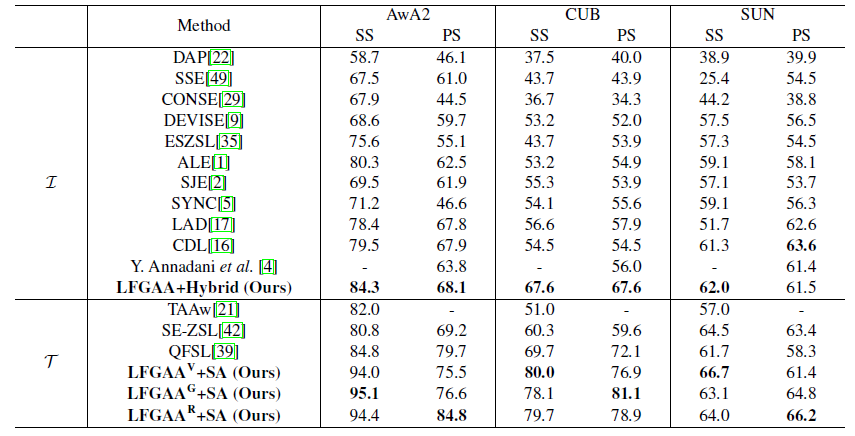 Method AwA2 CUB SUN
SS PS SS PS SS PS
DAP[22] 58.7 46.1 37.5 40.0 38.9 39.9
SSE[49] 67.5 61.0 43.7 43.9 25.4 54.5
CONSE[29] 67.9 44.5 36.7 34.3 44.2 38.8
DEVISE[9] 68.6 59.7 53.2 52.0 57.5 56.5
ESZSL[35] 75.6 55.1 43.7 53.9 57.3 54.5
ALE[1] 80.3 62.5 53.2 54.9 59.1 58.1
I SJE[2] 69.5 61.9 55.3 53.9 57.1 53.7
SYNC[5] 71.2 46.6 54.1 55.6 59.1 56.3
LAD[17] 78.4 67.8 56.6 57.9 51.7 62.6
CDL[16] 79.5 67.9 54.5 54.5 61.3 63.6
Y. Annadani et al. [4] - 63.8 - 56.0 - 61.4
LFGAA+Hybrid (Ours) 84.3 68.1 67.6 67.6 62.0 61.5
TAAw[21] 82.0 - 51.0 - 57.0 -
SE-ZSL[42] 80.8 69.2 60.3 59.6 64.5 63.4
T QFSL[39] 84.8 79.7 69.7 72.1 61.7 58.3
LFGAA^V+SA (Ours) 94.0 75.5 80.0 76.9 66.7 61.4
LFGAA^G+SA (Ours) 95.1 76.6 78.1 81.1 63.1 64.8
LFGAA^R+SA (Ours) 94.4 84.8 79.7 78.9 64.0 66.2